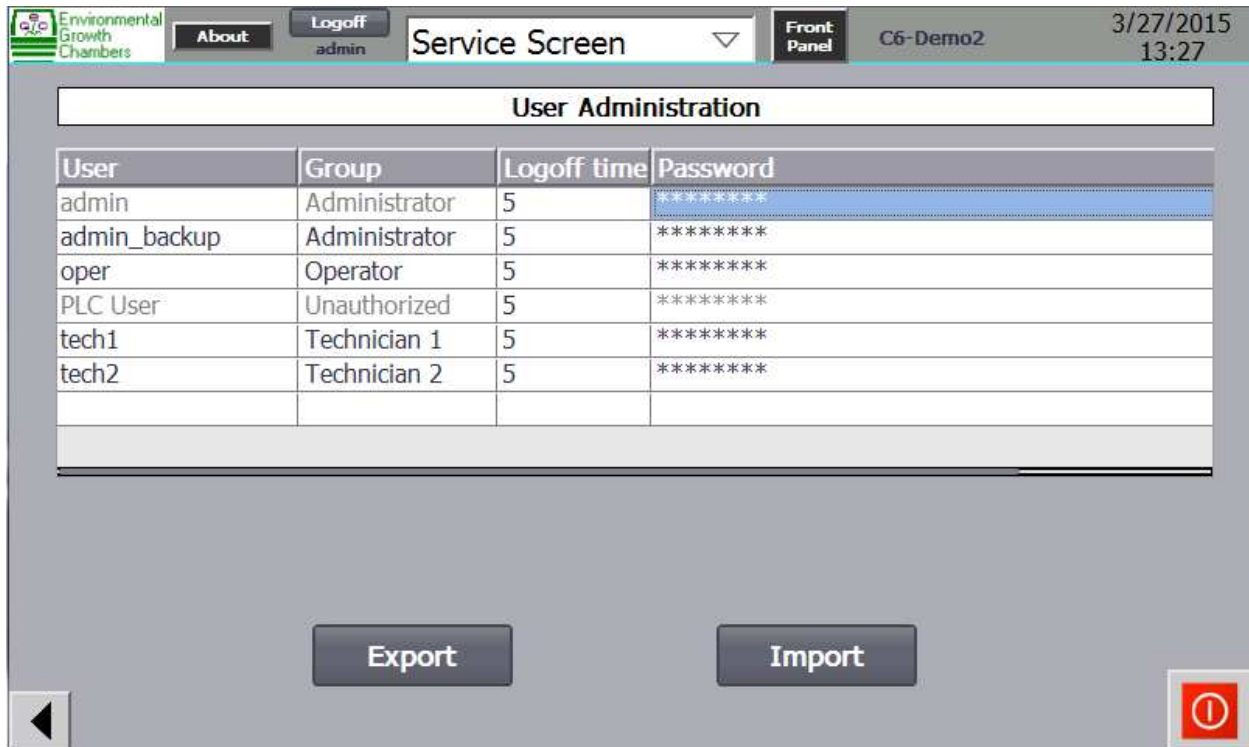 Environmental
Growth
Chambers
About
Logoff
admin
Service Screen
Front
Panel
C6-Demo2
3/27/2015
13:27
User Administration
User Group Logoff time Password
admin Administrator 5 ********
admin_backup Administrator 5 ********
oper Operator 5 ********
PLC User Unauthorized 5 ********
tech1 Technician 1 5 ********
tech2 Technician 2 5 ********
Export Import